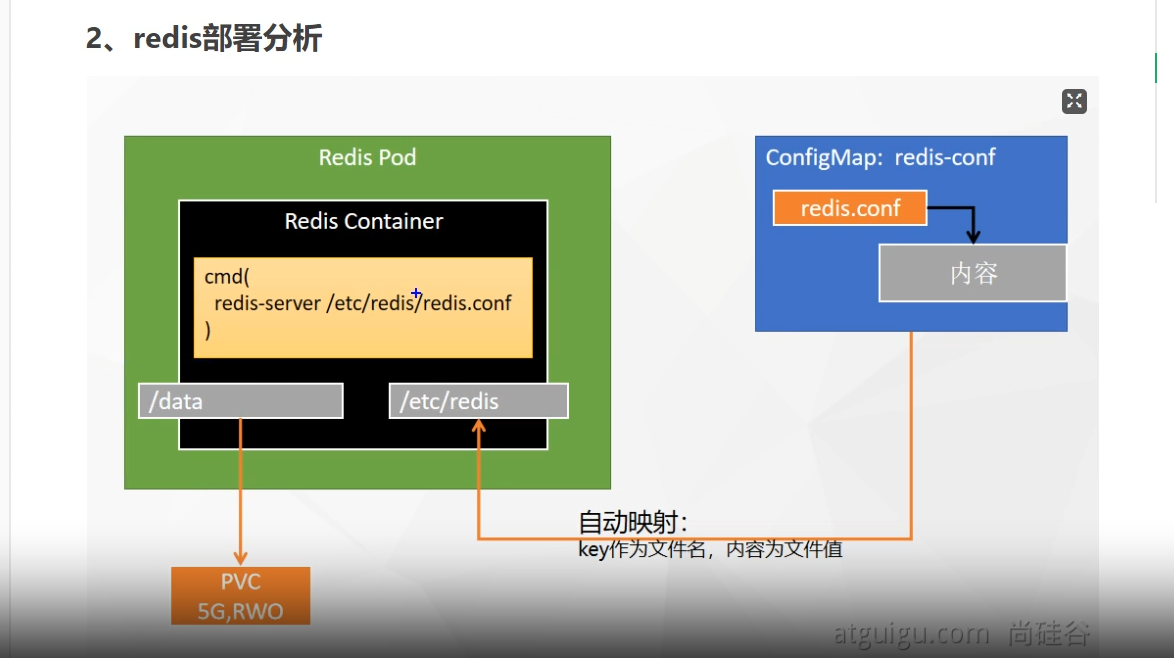 2、redis部署分析
Redis Pod
Redis Container
cmd(
redis-server /etc/redis/redis.conf
)
/data
/etc/redis
ConfigMap: redis-conf
redis.conf
内容
自动映射：
key作为文件名，内容为文件值
PVC
5G,RWO
atguigu.com 尚硅谷